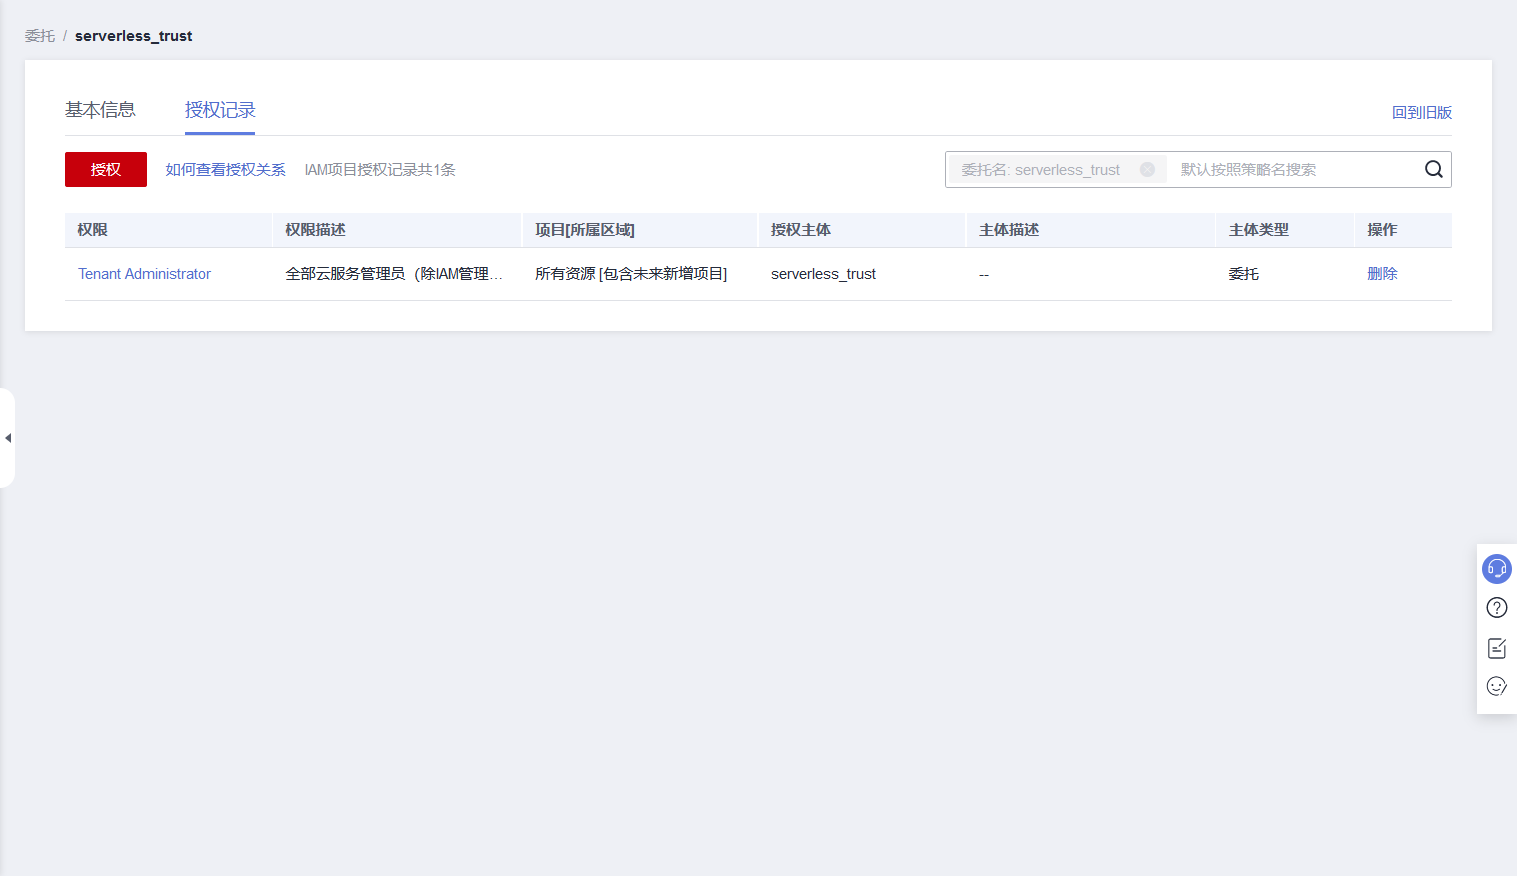 委托 / serverless_trust
基本信息 授权记录 回到旧版
授权 如何查看授权关系 IAM项目授权记录共1条 委托名: serverless_trust 默认按照策略名搜索
权限 权限描述 项目[所属区域] 授权主体 主体描述 主体类型 操作
Tenant Administrator 全部云服务管理员（除IAM管理... 所有资源 [包含未来新增项目] serverless_trust -- 委托 删除